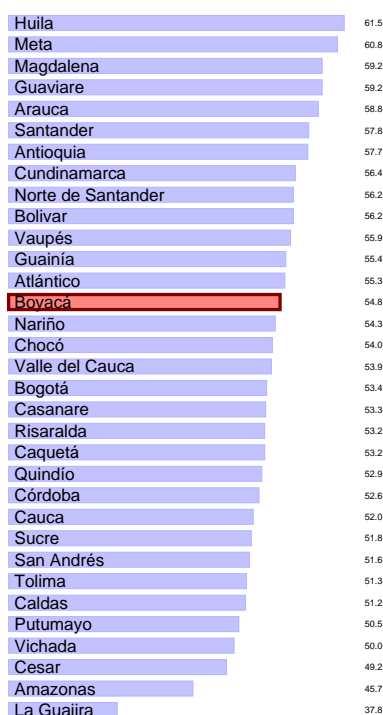 Huila 61.5
Meta 60.8
Magdalena 59.2
Guaviare 59.2
Arauca 58.8
Santander 57.8
Antioquia 57.7
Cundinamarca 56.4
Norte de Santander 56.2
Bolivar 56.2
Vaupés 55.9
Guainía 55.4
Atlántico 55.3
Boyacá 54.8
Nariño 54.3
Chocó 54.0
Valle del Cauca 53.9
Bogotá 53.4
Casanare 53.3
Risaralda 53.2
Caquetá 53.2
Quindío 52.9
Córdoba 52.6
Cauca 52.0
Sucre 51.8
San Andrés 51.6
Tolima 51.3
Caldas 51.2
Putumayo 50.5
Vichada 50.0
Cesar 49.2
Amazonas 45.7
La Guajira 37.8